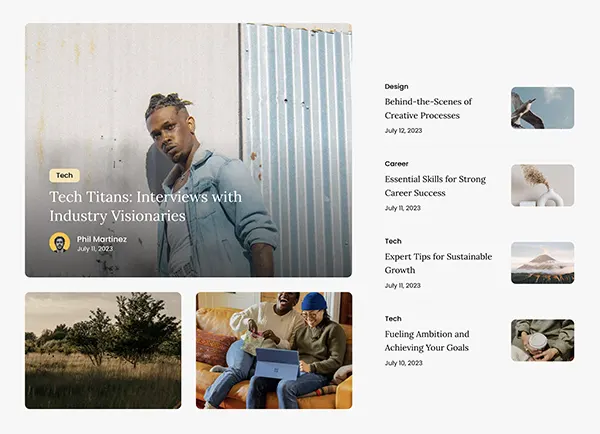 Tech
Tech Titans: Interviews with
Industry Visionaries
Phil Martinez
July 11, 2023
Design
Behind-the-Scenes of
Creative Processes
July 12, 2023
Career
Essential Skills for Strong
Career Success
July 11, 2023
Tech
Expert Tips for Sustainable
Growth
July 11, 2023
Tech
Fueling Ambition and
Achieving Your Goals
July 10, 2023